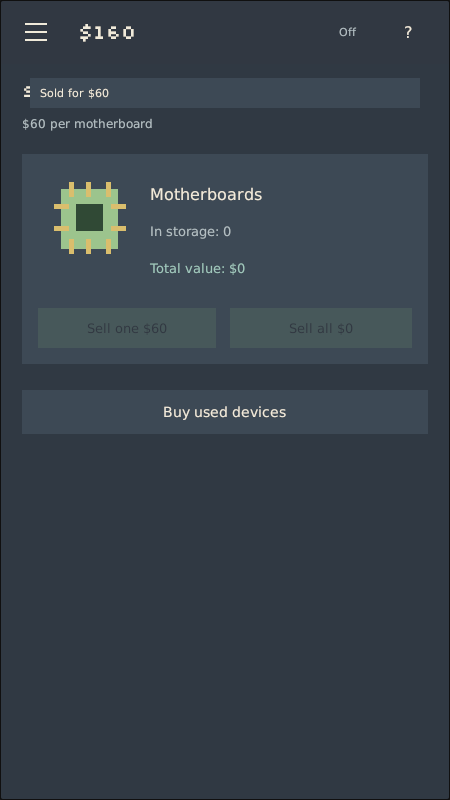 $160
Off
?
Sold for $60
$60 per motherboard
Motherboards
In storage: 0
Total value: $0
Sell one $60
Sell all $0
Buy used devices